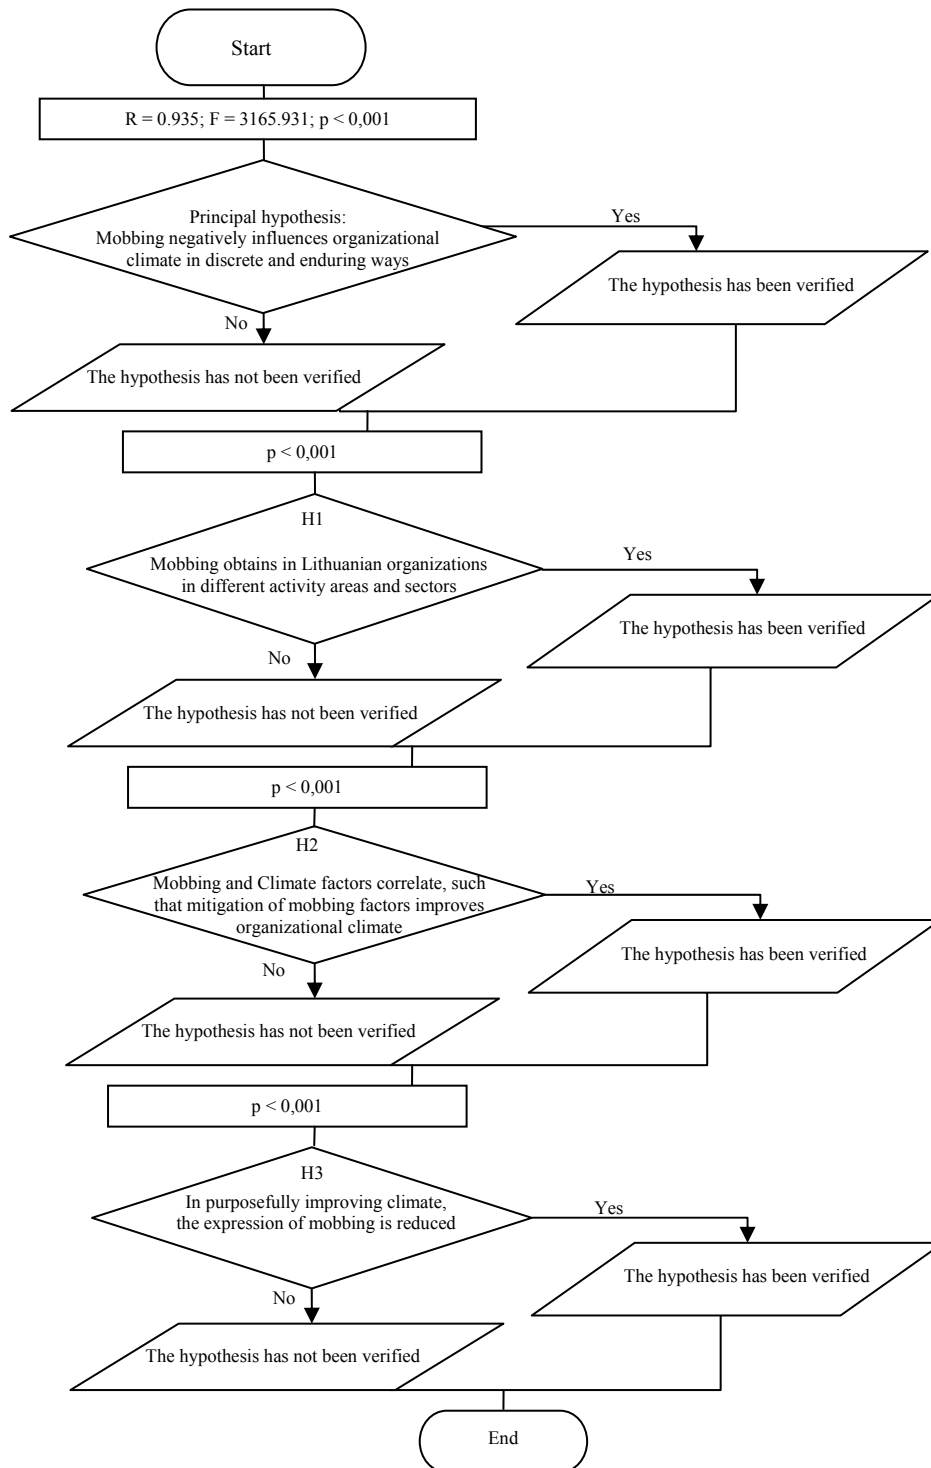 Start
R = 0.935; F = 3165.931; p < 0,001
Principal hypothesis:
Mobbing negatively influences organizational
climate in discrete and enduring ways
Yes
The hypothesis has been verified
No
The hypothesis has not been verified
p < 0,001
H1
Mobbing obtains in Lithuanian organizations
in different activity areas and sectors
Yes
The hypothesis has been verified
No
The hypothesis has not been verified
p < 0,001
H2
Mobbing and Climate factors correlate, such
that mitigation of mobbing factors improves
organizational climate
Yes
The hypothesis has been verified
No
The hypothesis has not been verified
p < 0,001
H3
In purposefully improving climate,
the expression of mobbing is reduced
Yes
The hypothesis has been verified
No
The hypothesis has not been verified
End